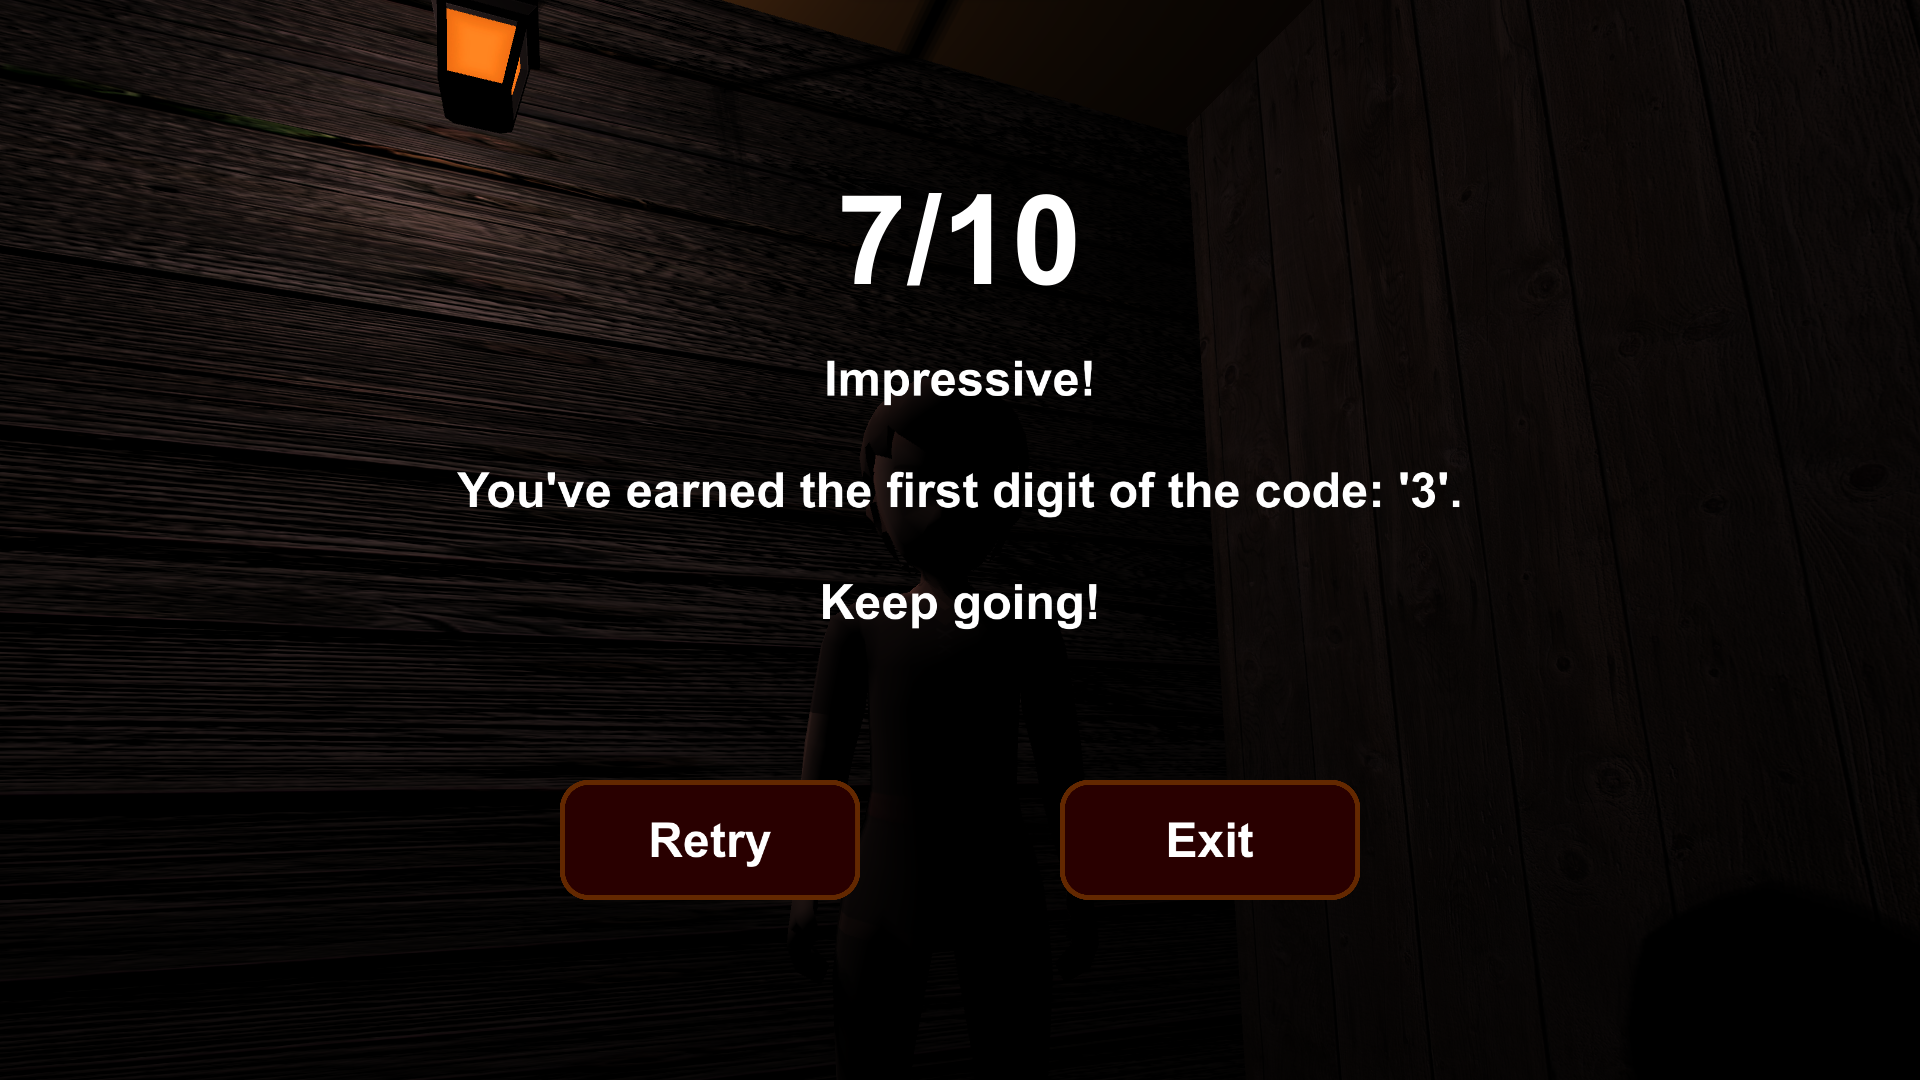 7/10
Impressive!
You've earned the first digit of the code: '3'.
Keep going!
Retry
Exit